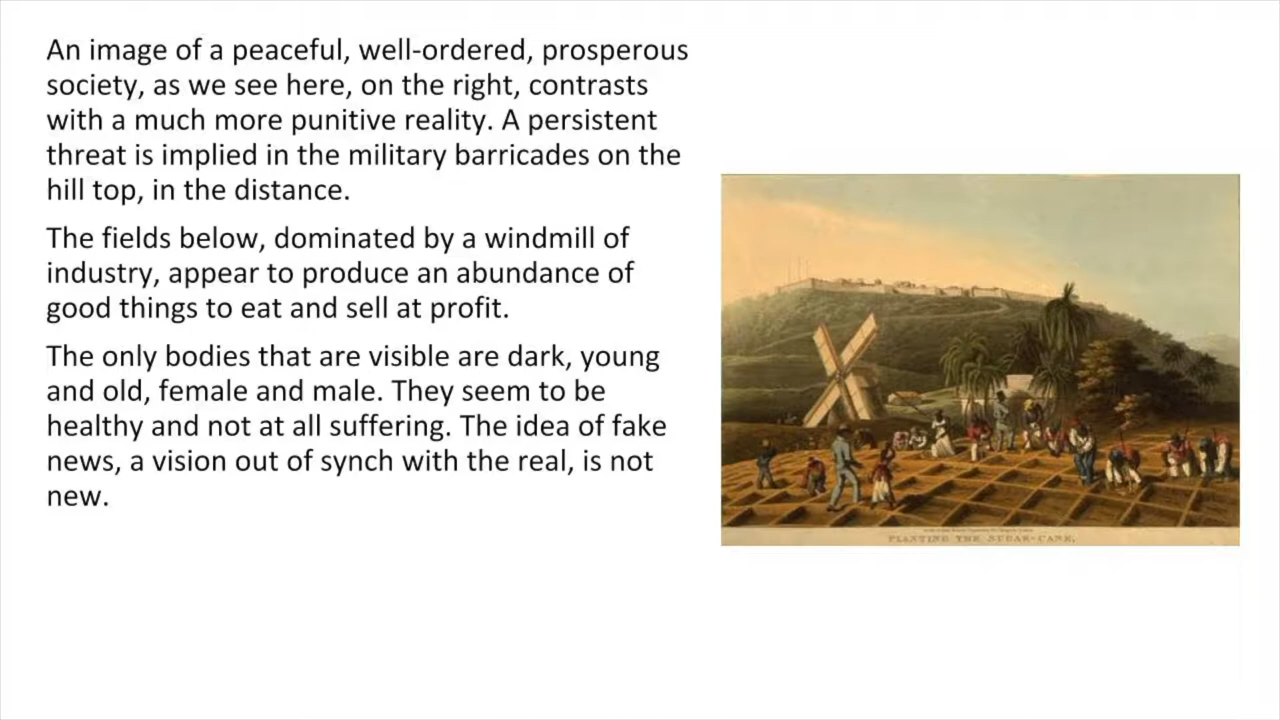 An image of a peaceful, well-ordered, prosperous
society, as we see here, on the right, contrasts
with a much more punitive reality. A persistent
threat is implied in the military barricades on the
hill top, in the distance.
The fields below, dominated by a windmill of
industry, appear to produce an abundance of
good things to eat and sell at profit.
The only bodies that are visible are dark, young
and old, female and male. They seem to be
healthy and not at all suffering. The idea of fake
news, a vision out of synch with the real, is not
new.
PLANTING THE SUGAR-CANE.